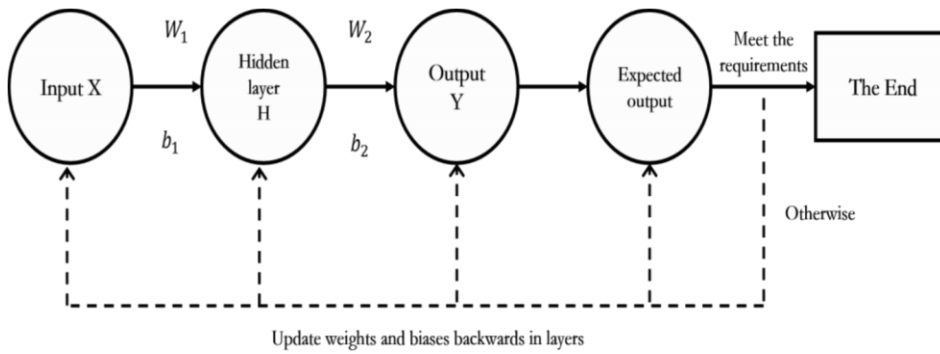 Input X
W₁
b₁
Hidden
layer
H
W₂
b₂
Output
Y
Expected
output
Meet the
requirements
The End
Otherwise
Update weights and biases backwards in layers